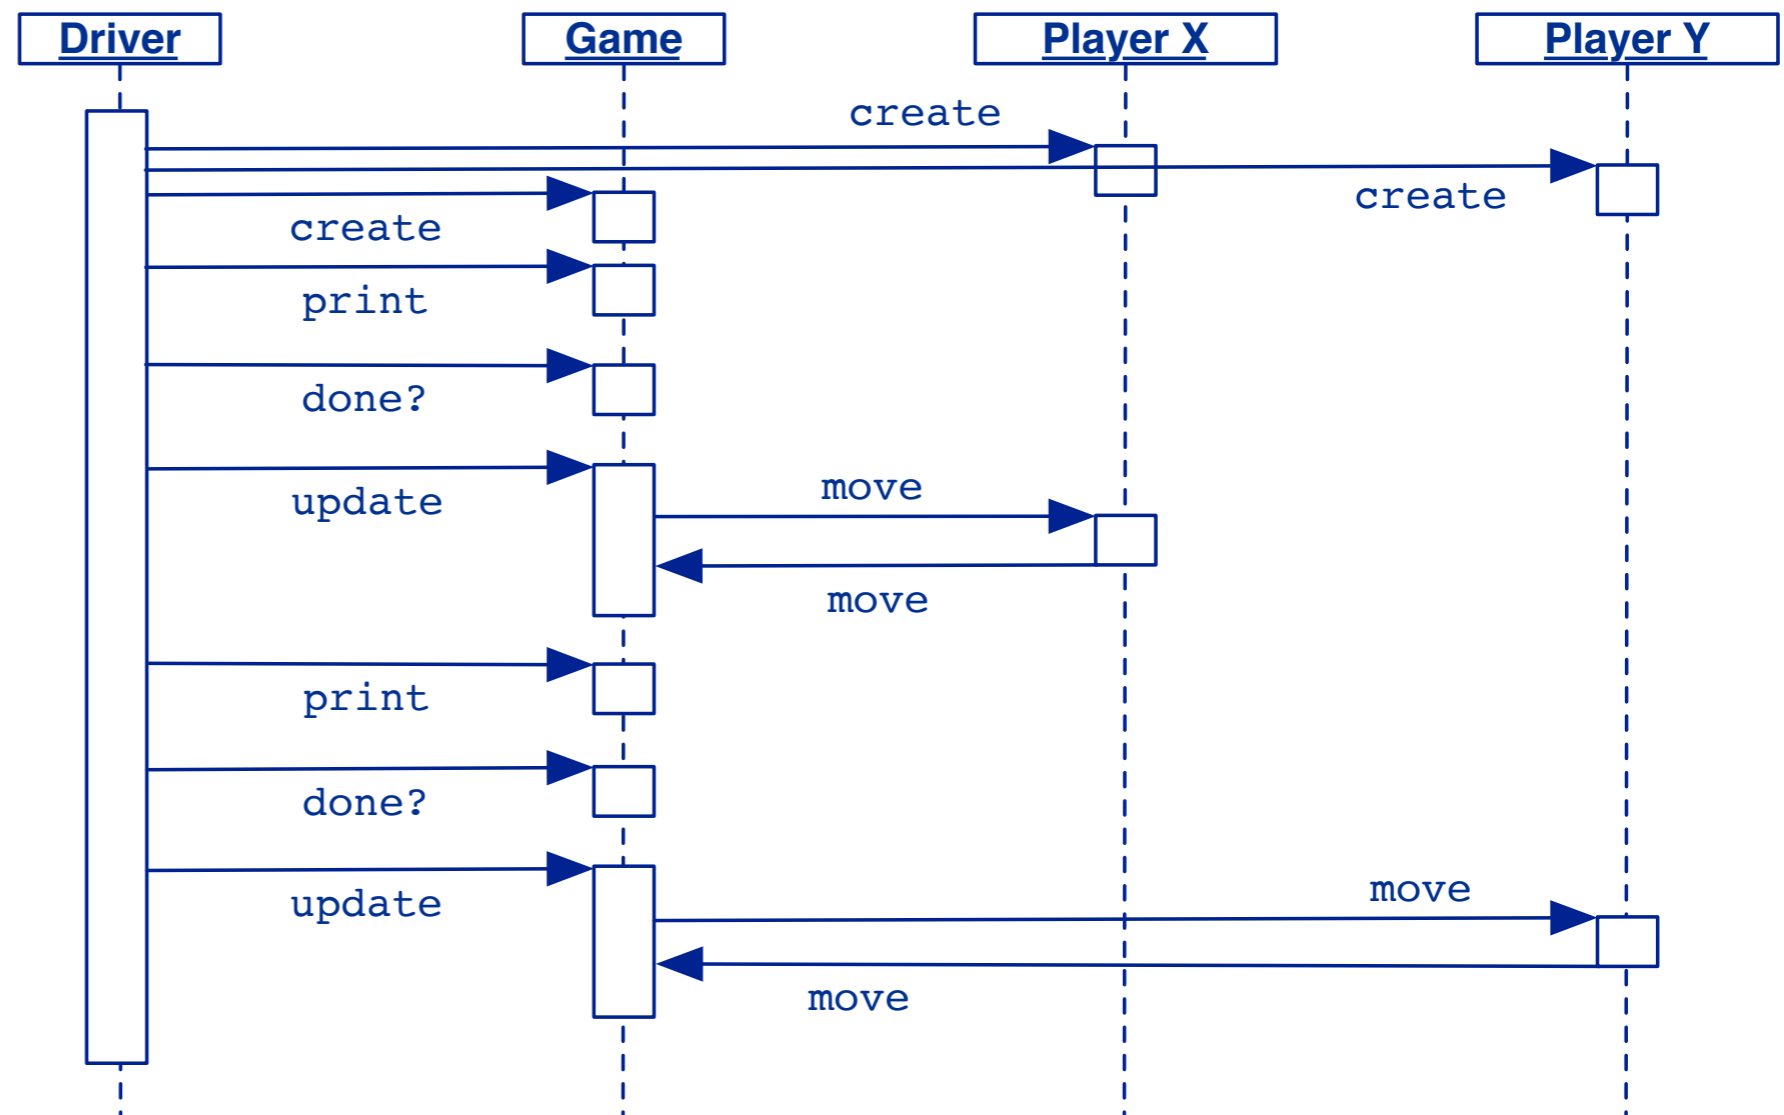 Driver
Game
Player X
Player Y
create
create
create
print
done?
update
move
move
print
done?
update
move
move